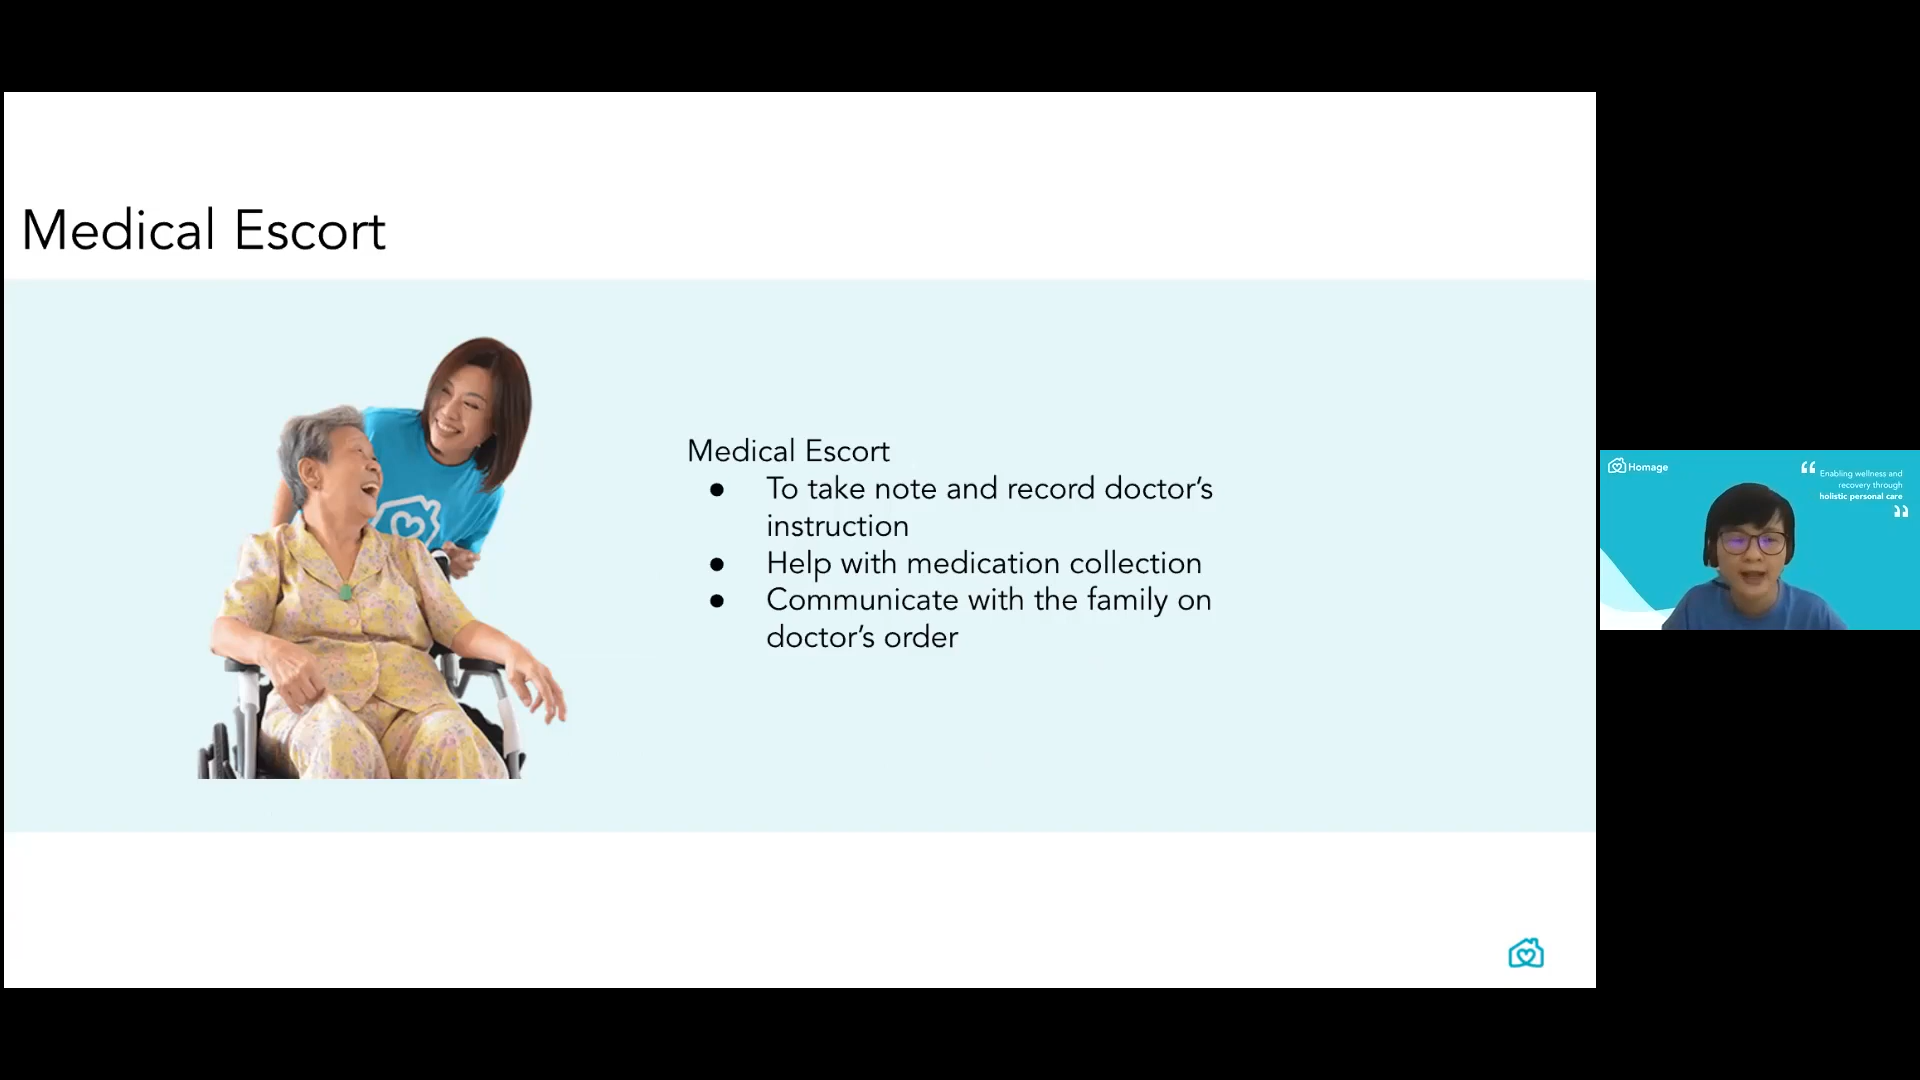 Medical Escort
Medical Escort
● To take note and record doctor’s
instruction
● Help with medication collection
● Communicate with the family on
doctor’s order
Homage
“ Enabling wellness and
recovery through
holistic personal care ”